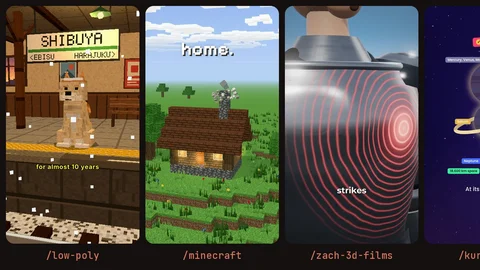 SHIBUYA
<EBISU HARAJUKU>
for almost 10 years
home.
strikes
At its
/low-poly
/minecraft
/zach-3d-films
/kur